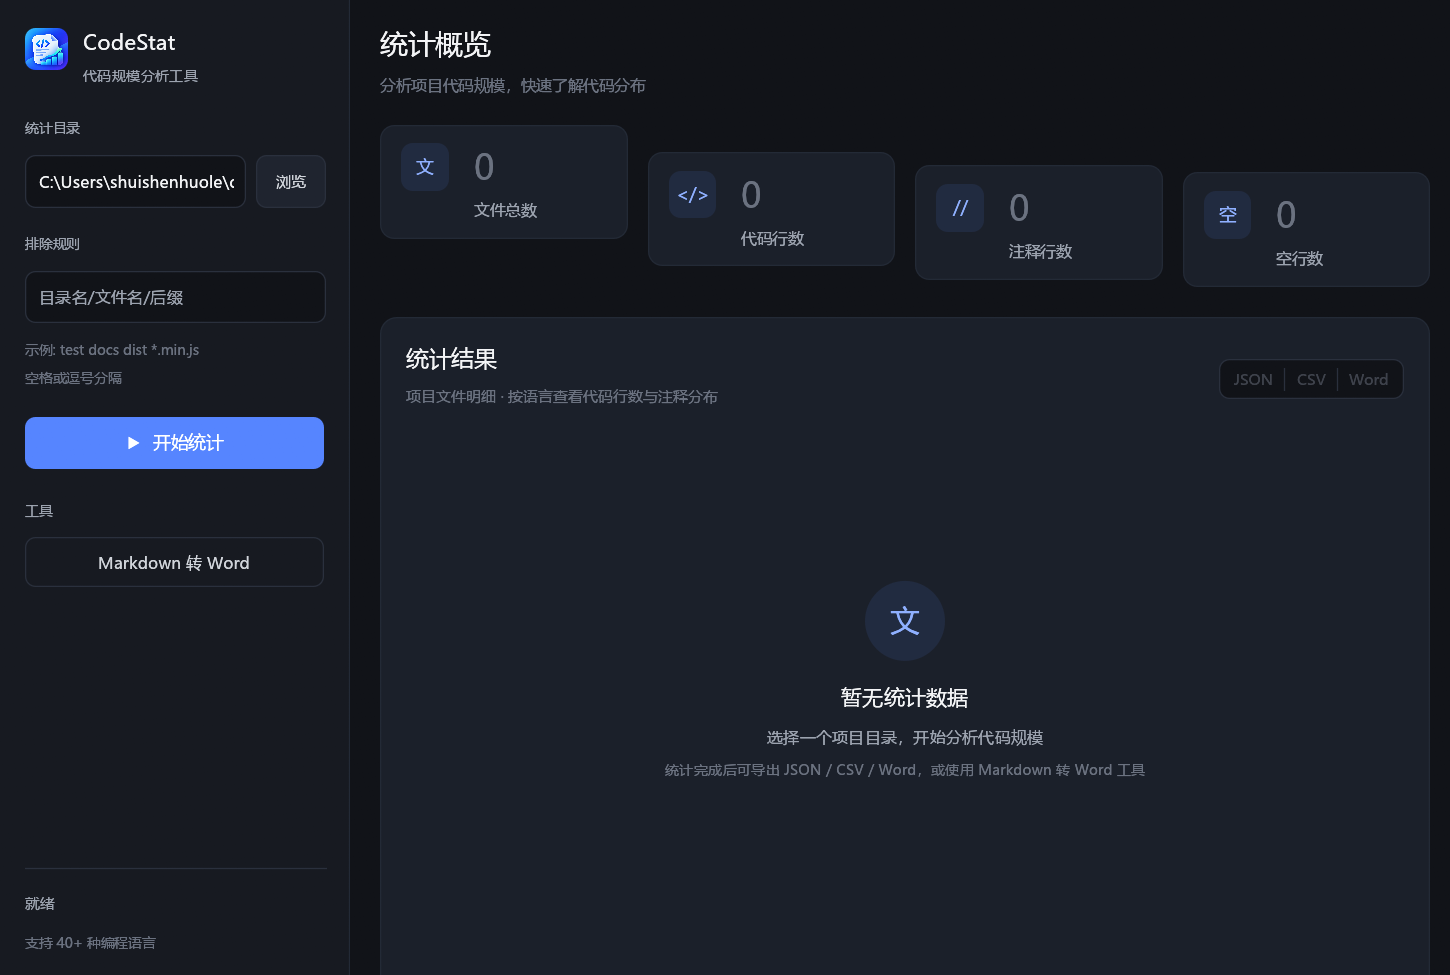 CodeStat
代码规模分析工具
统计目录
C:\Users\shuishenhuole\
浏览
排除规则
目录名/文件名/后缀
示例: test docs dist *.min.js
空格或逗号分隔
▶ 开始统计
工具
Markdown 转 Word
就绪
支持 40+ 种编程语言
统计概览
分析项目代码规模，快速了解代码分布
文
0
文件总数
</>
0
代码行数
//
0
注释行数
空
0
空行数
统计结果
项目文件明细 · 按语言查看代码行数与注释分布
JSON
CSV
Word
文
暂无统计数据
选择一个项目目录，开始分析代码规模
统计完成后可导出 JSON / CSV / Word，或使用 Markdown 转 Word 工具